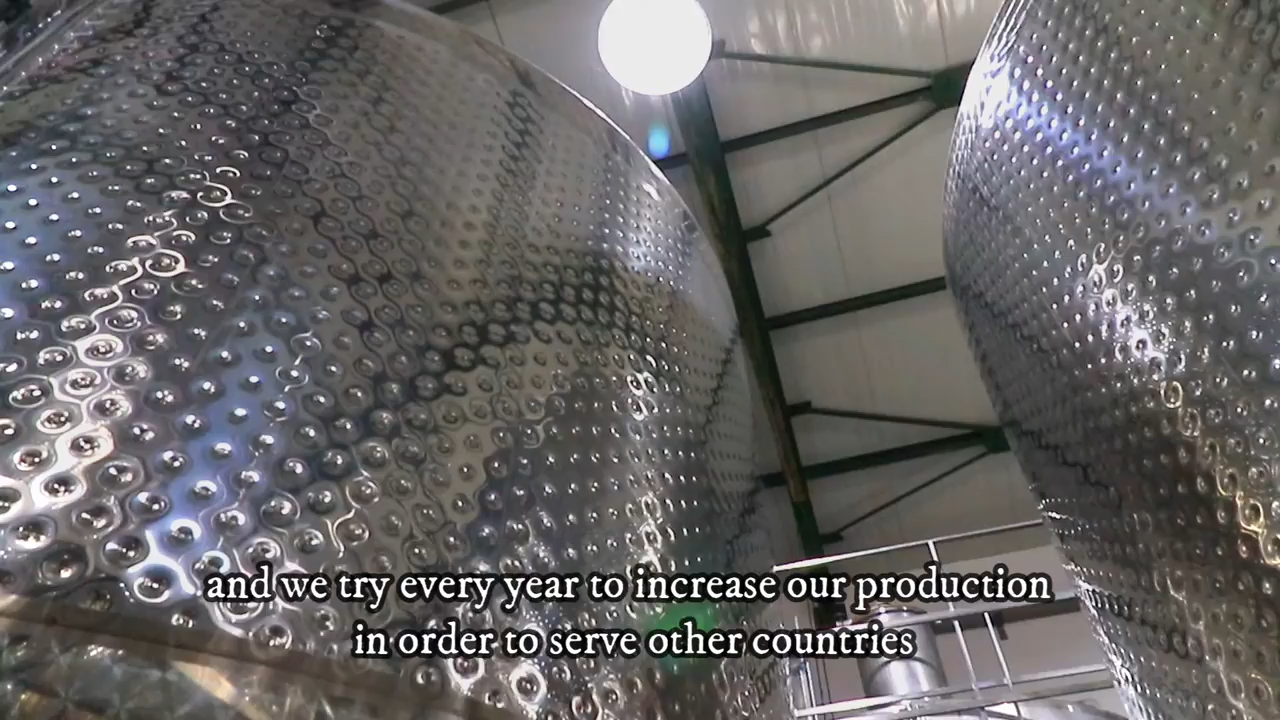 and we try every year to increase our production
in order to serve other countries